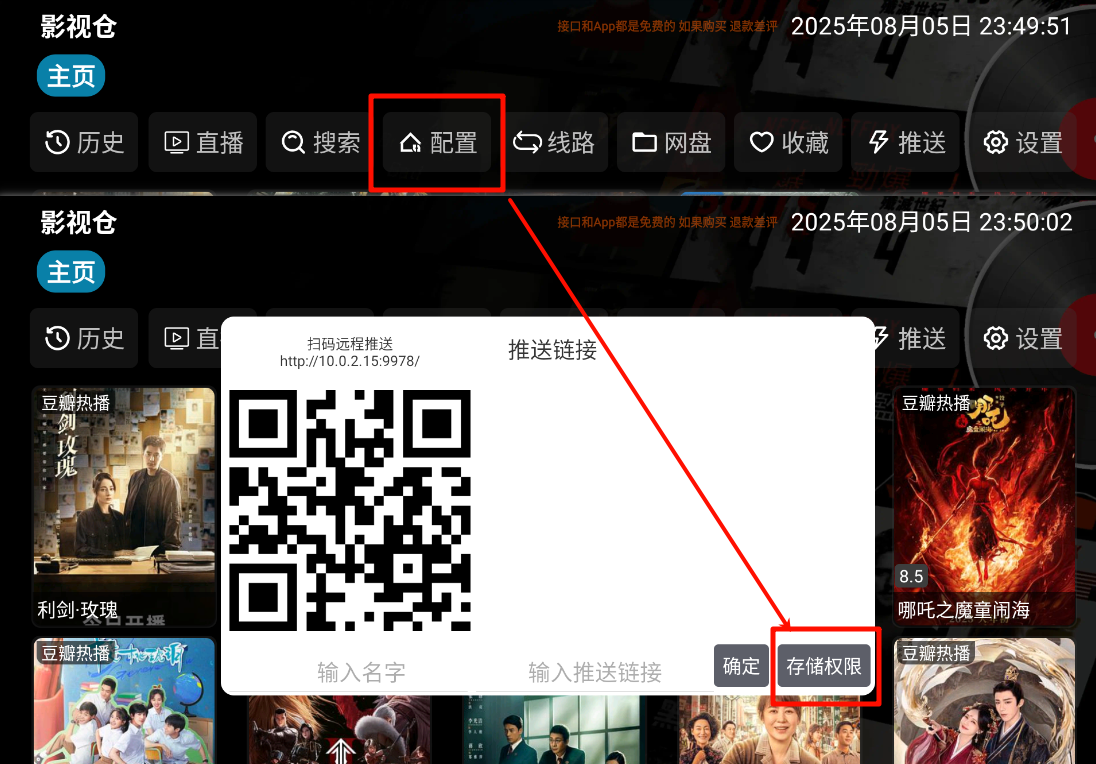 影视仓
接口和App都是免费的 如果购买 退款差评
2025年08月05日 23:49:51
主页
历史
直播
搜索
配置
线路
网盘
收藏
推送
设置
影视仓
接口和App都是免费的 如果购买 退款差评
2025年08月05日 23:50:02
主页
历史
直
推送
设置
扫码远程推送
http://10.0.2.15:9978/
推送链接
输入名字
输入推送链接
确定
存储权限
豆瓣热播
剑玫瑰
今日开播
利剑·玫瑰
豆瓣热播
8.5
哪吒之魔童闹海
豆瓣热播
豆瓣热播